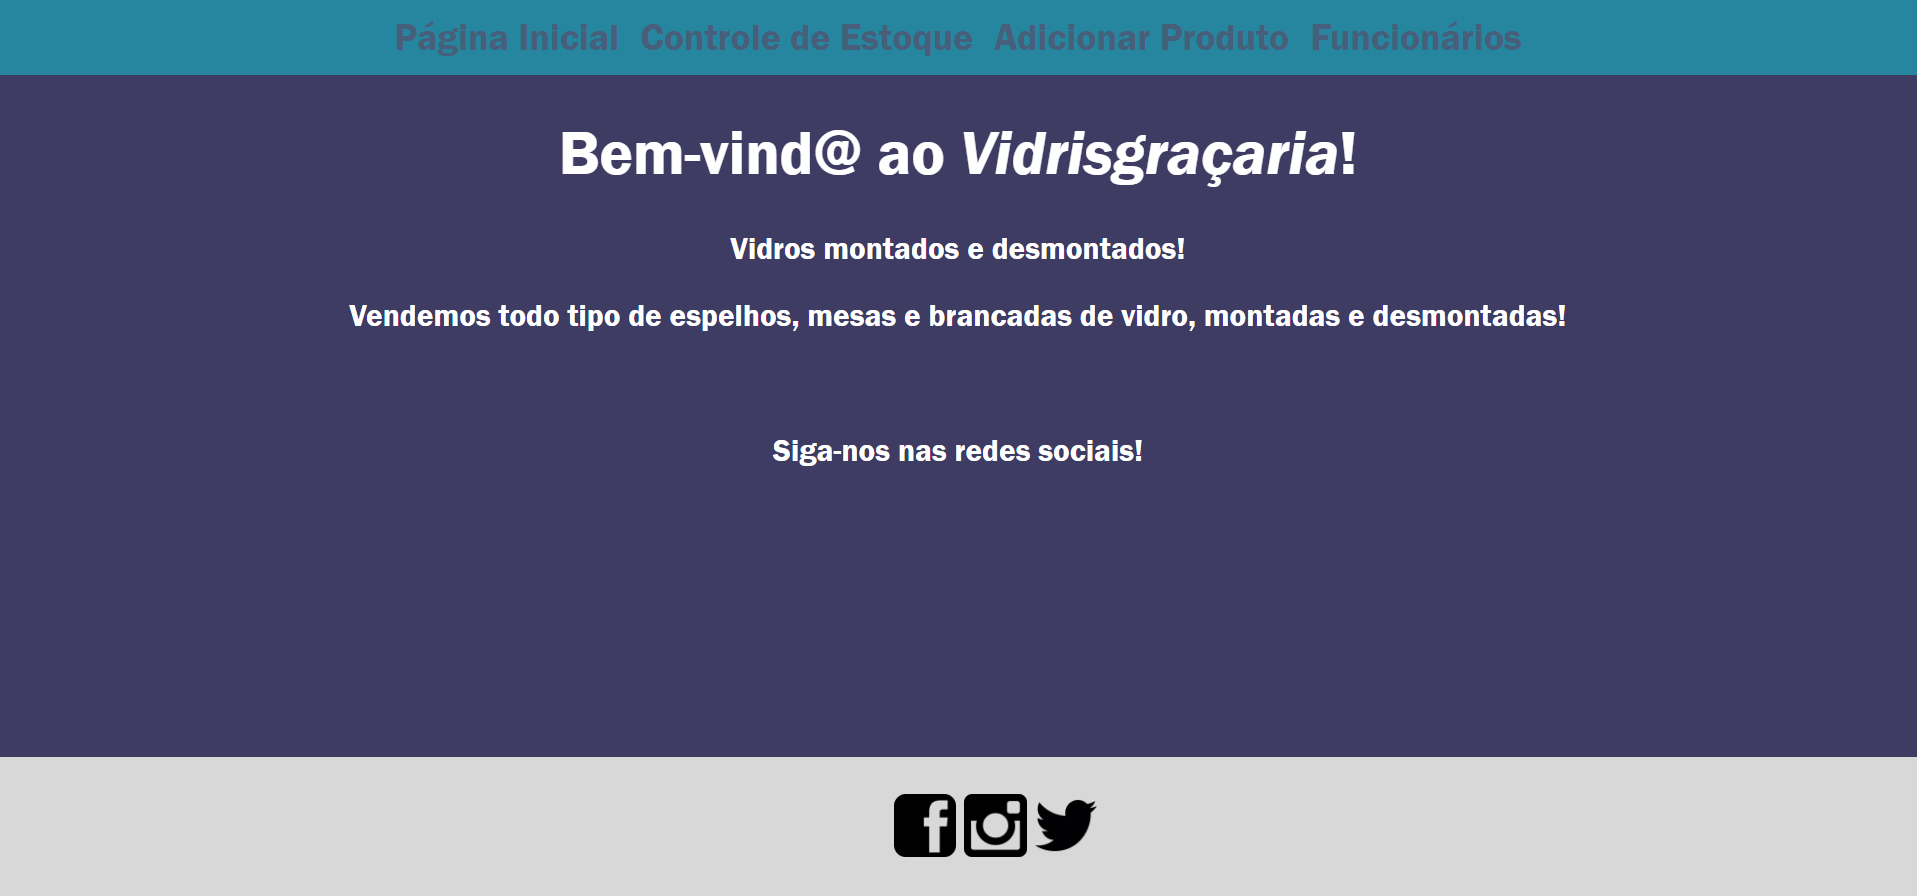 Página Inicial Controle de Estoque Adicionar Produto Funcionários
Bem-vind@ ao Vidrisgraçaria!
Vidros montados e desmontados!
Vendemos todo tipo de espelhos, mesas e brancadas de vidro, montadas e desmontadas!
Siga-nos nas redes sociais!